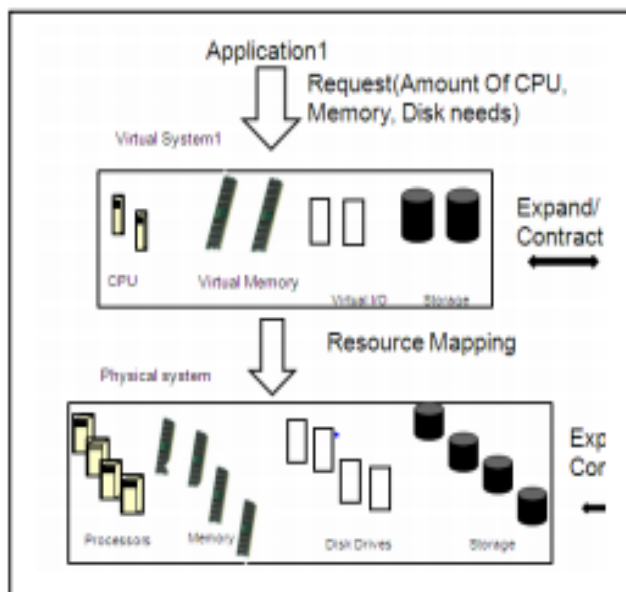 Application1
Request(Amount Of CPU,
Memory, Disk needs)
Virtual System1
Expand/
Contract
CPU
Virtual Memory
Virtual I/O
Storage
Resource Mapping
Physical system
Exp
Con
Processors
Memory
Disk Drives
Storage